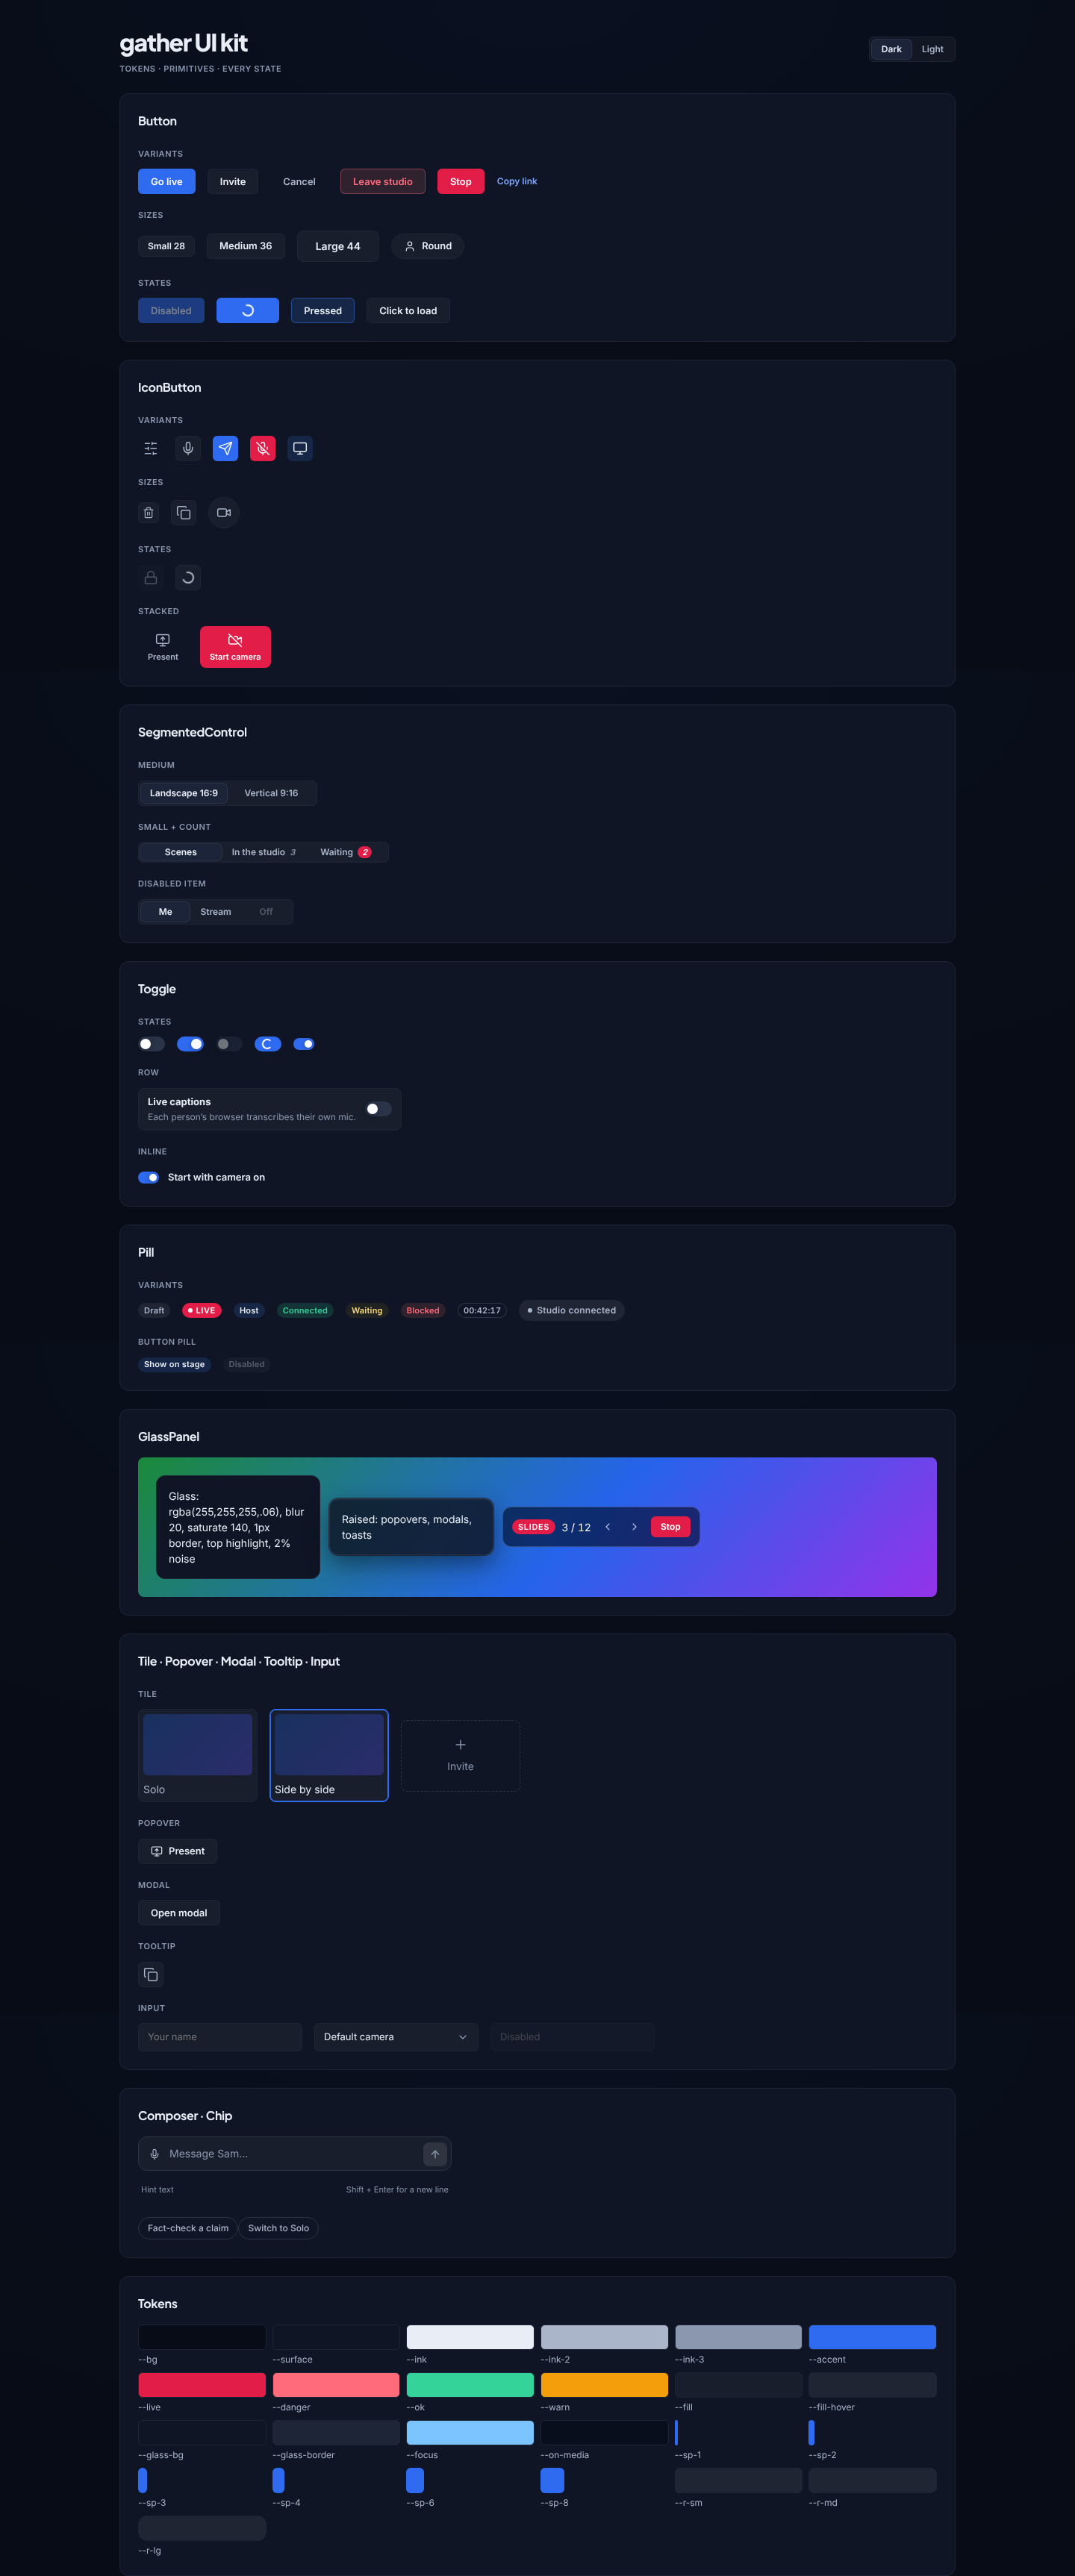 gather UI kit
TOKENS · PRIMITIVES · EVERY STATE
Dark Light
Button
VARIANTS
Go live Invite Cancel Leave studio Stop Copy link
SIZES
Small 28 Medium 36 Large 44 Round
STATES
Disabled Pressed Click to load
IconButton
VARIANTS
SIZES
STATES
STACKED
Present Start camera
SegmentedControl
MEDIUM
Landscape 16:9 Vertical 9:16
SMALL + COUNT
Scenes In the studio 3 Waiting 2
DISABLED ITEM
Me Stream Off
Toggle
STATES
ROW
Live captions
Each person's browser transcribes their own mic.
INLINE
Start with camera on
Pill
VARIANTS
Draft LIVE Host Connected Waiting Blocked 00:42:17 Studio connected
BUTTON PILL
Show on stage Disabled
GlassPanel
Glass:
rgba(255,255,255,.06), blur
20, saturate 140, 1px
border, top highlight, 2%
noise
Raised: popovers, modals,
toasts
SLIDES 3 / 12 Stop
Tile · Popover · Modal · Tooltip · Input
TILE
Solo Side by side Invite
POPOVER
Present
MODAL
Open modal
TOOLTIP
INPUT
Your name Default camera Disabled
Composer · Chip
Message Sam...
Hint text Shift + Enter for a new line
Fact-check a claim Switch to Solo
Tokens
--bg --surface --ink --ink-2 --ink-3 --accent
--live --danger --ok --warn --fill --fill-hover
--glass-bg --glass-border --focus --on-media --sp-1 --sp-2
--sp-3 --sp-4 --sp-6 --sp-8 --r-sm --r-md
--r-lg